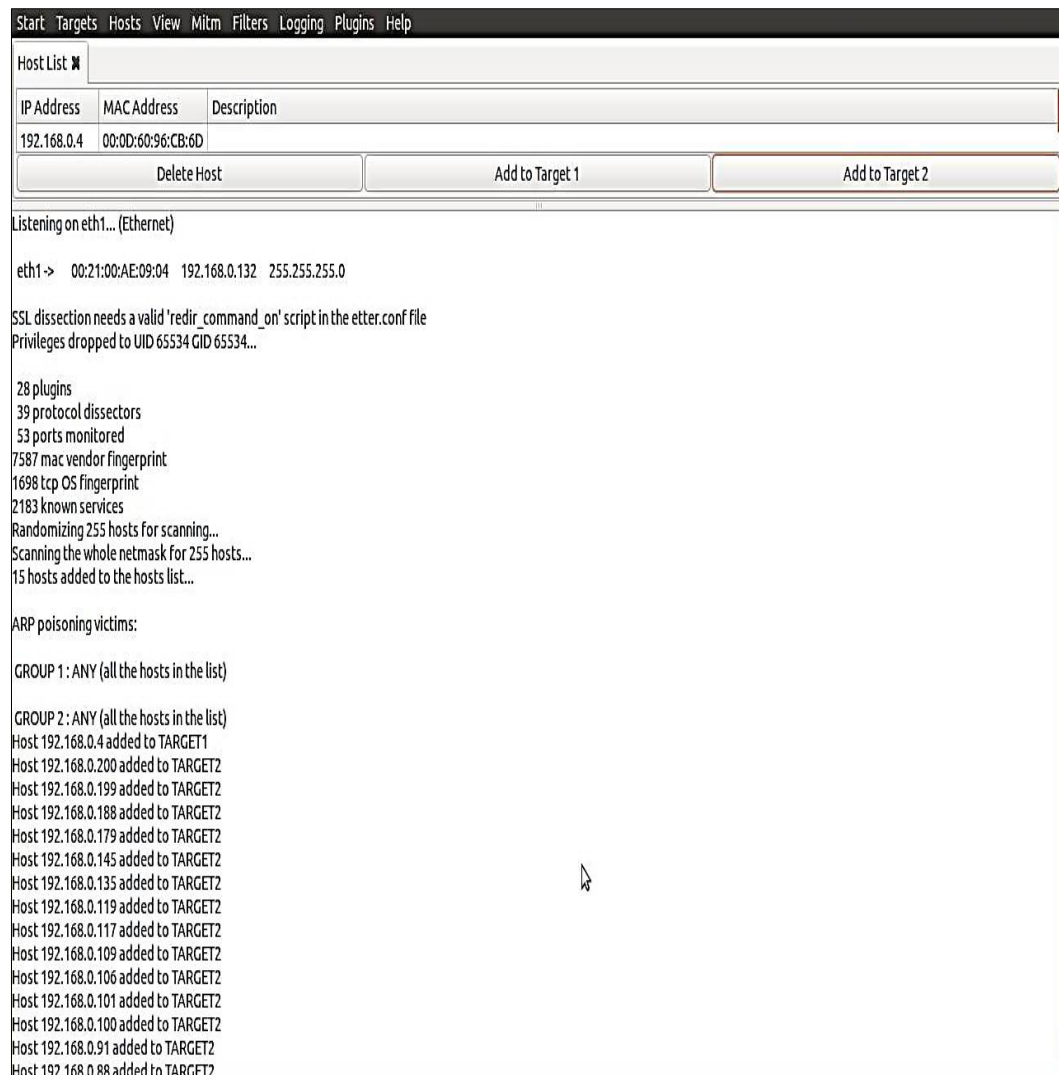 Start Targets Hosts View Mitm Filters Logging Plugins Help
Host List ✖
IP Address MAC Address Description
192.168.0.4 00:0D:60:96:CB:6D
Delete Host Add to Target 1 Add to Target 2
Listening on eth1... (Ethernet)
eth1 -> 00:21:00:AE:09:04 192.168.0.132 255.255.255.0
SSL dissection needs a valid 'redir_command_on' script in the etter.conf file
Privileges dropped to UID 65534 GID 65534...
28 plugins
39 protocol dissectors
53 ports monitored
7587 mac vendor fingerprint
1698 tcp OS fingerprint
2183 known services
Randomizing 255 hosts for scanning...
Scanning the whole netmask for 255 hosts...
15 hosts added to the hosts list...
ARP poisoning victims:
GROUP 1 : ANY (all the hosts in the list)
GROUP 2 : ANY (all the hosts in the list)
Host 192.168.0.4 added to TARGET1
Host 192.168.0.200 added to TARGET2
Host 192.168.0.199 added to TARGET2
Host 192.168.0.188 added to TARGET2
Host 192.168.0.179 added to TARGET2
Host 192.168.0.145 added to TARGET2
Host 192.168.0.135 added to TARGET2
Host 192.168.0.119 added to TARGET2
Host 192.168.0.117 added to TARGET2
Host 192.168.0.109 added to TARGET2
Host 192.168.0.106 added to TARGET2
Host 192.168.0.101 added to TARGET2
Host 192.168.0.100 added to TARGET2
Host 192.168.0.91 added to TARGET2
Host 192.168.0.88 added to TARGET2